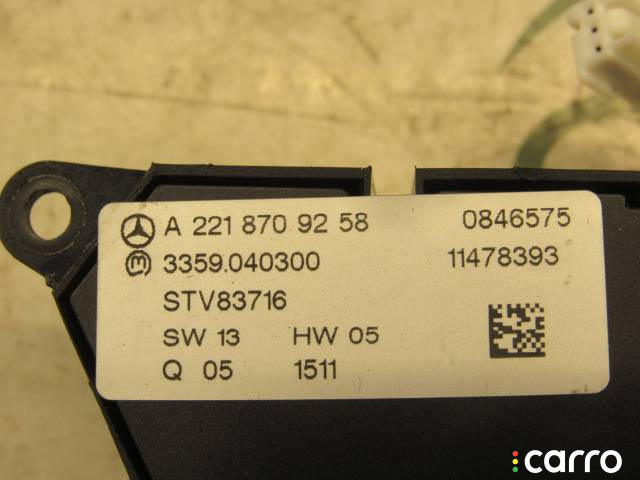 A 221 870 92 58 0846575
3359.040300 11478393
STV83716
SW 13 HW 05
Q 05 1511
carro